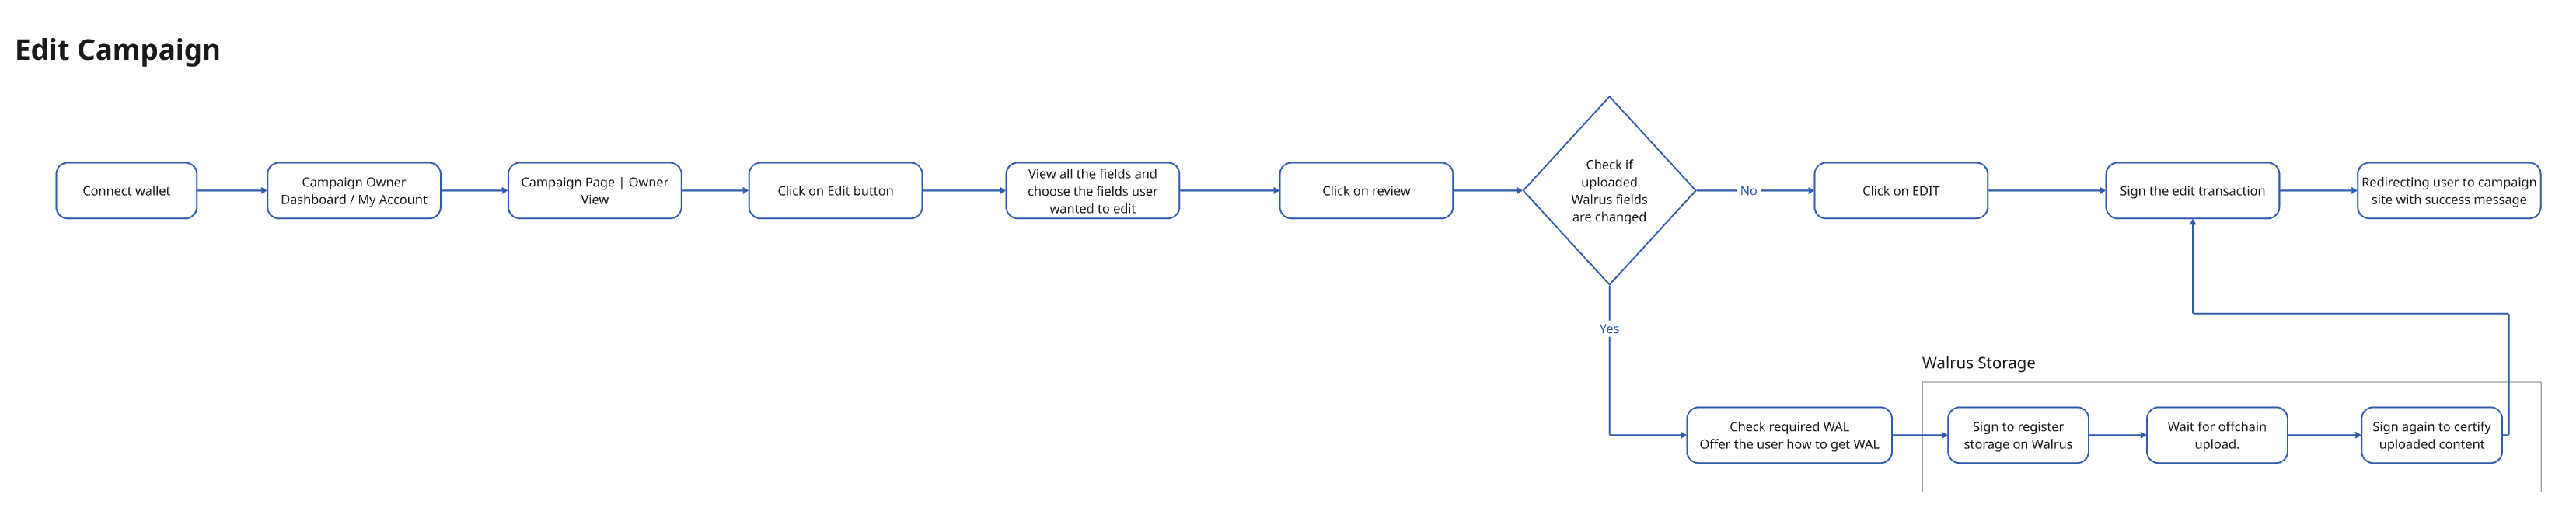 Edit Campaign
Connect wallet
Campaign Owner
Dashboard / My Account
Campaign Page | Owner
View
Click on Edit button
View all the fields and
choose the fields user
wanted to edit
Click on review
Check if
uploaded
Walrus fields
are changed
No
Click on EDIT
Sign the edit transaction
Redirecting user to campaign
site with success message
Yes
Walrus Storage
Check required WAL
Offer the user how to get WAL
Sign to register
storage on Walrus
Wait for offchain
upload.
Sign again to certify
uploaded content